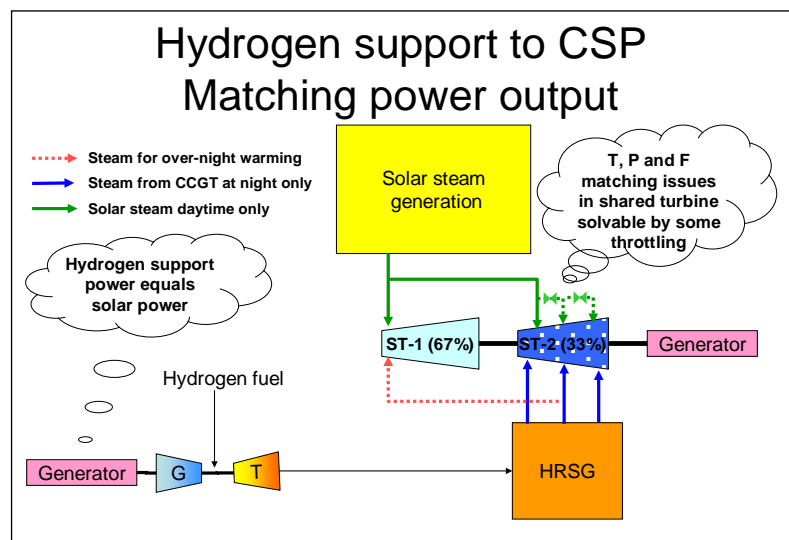 Hydrogen support to CSP
Matching power output
Steam for over-night warming
Steam from CCGT at night only
Solar steam daytime only
Solar steam
generation
T, P and F
matching issues
in shared turbine
solvable by some
throttling
Hydrogen support
power equals
solar power
ST-1 (67%)
ST-2 (33%)
Generator
Hydrogen fuel
Generator
G
T
HRSG